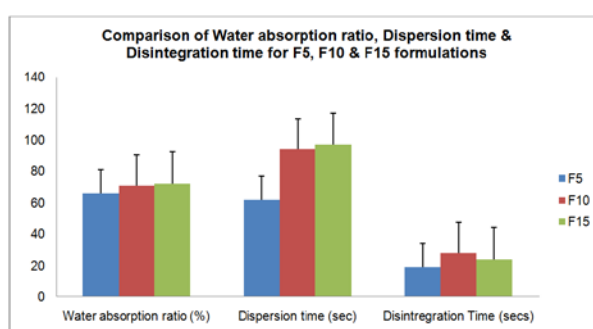 Comparison of Water absorption ratio, Dispersion time &
Disintegration time for F5, F10 & F15 formulations
140
120
100
80
60
40
20
0
F5
F10
F15
Water absorption ratio (%) Dispersion time (sec) Disintregration Time (secs)